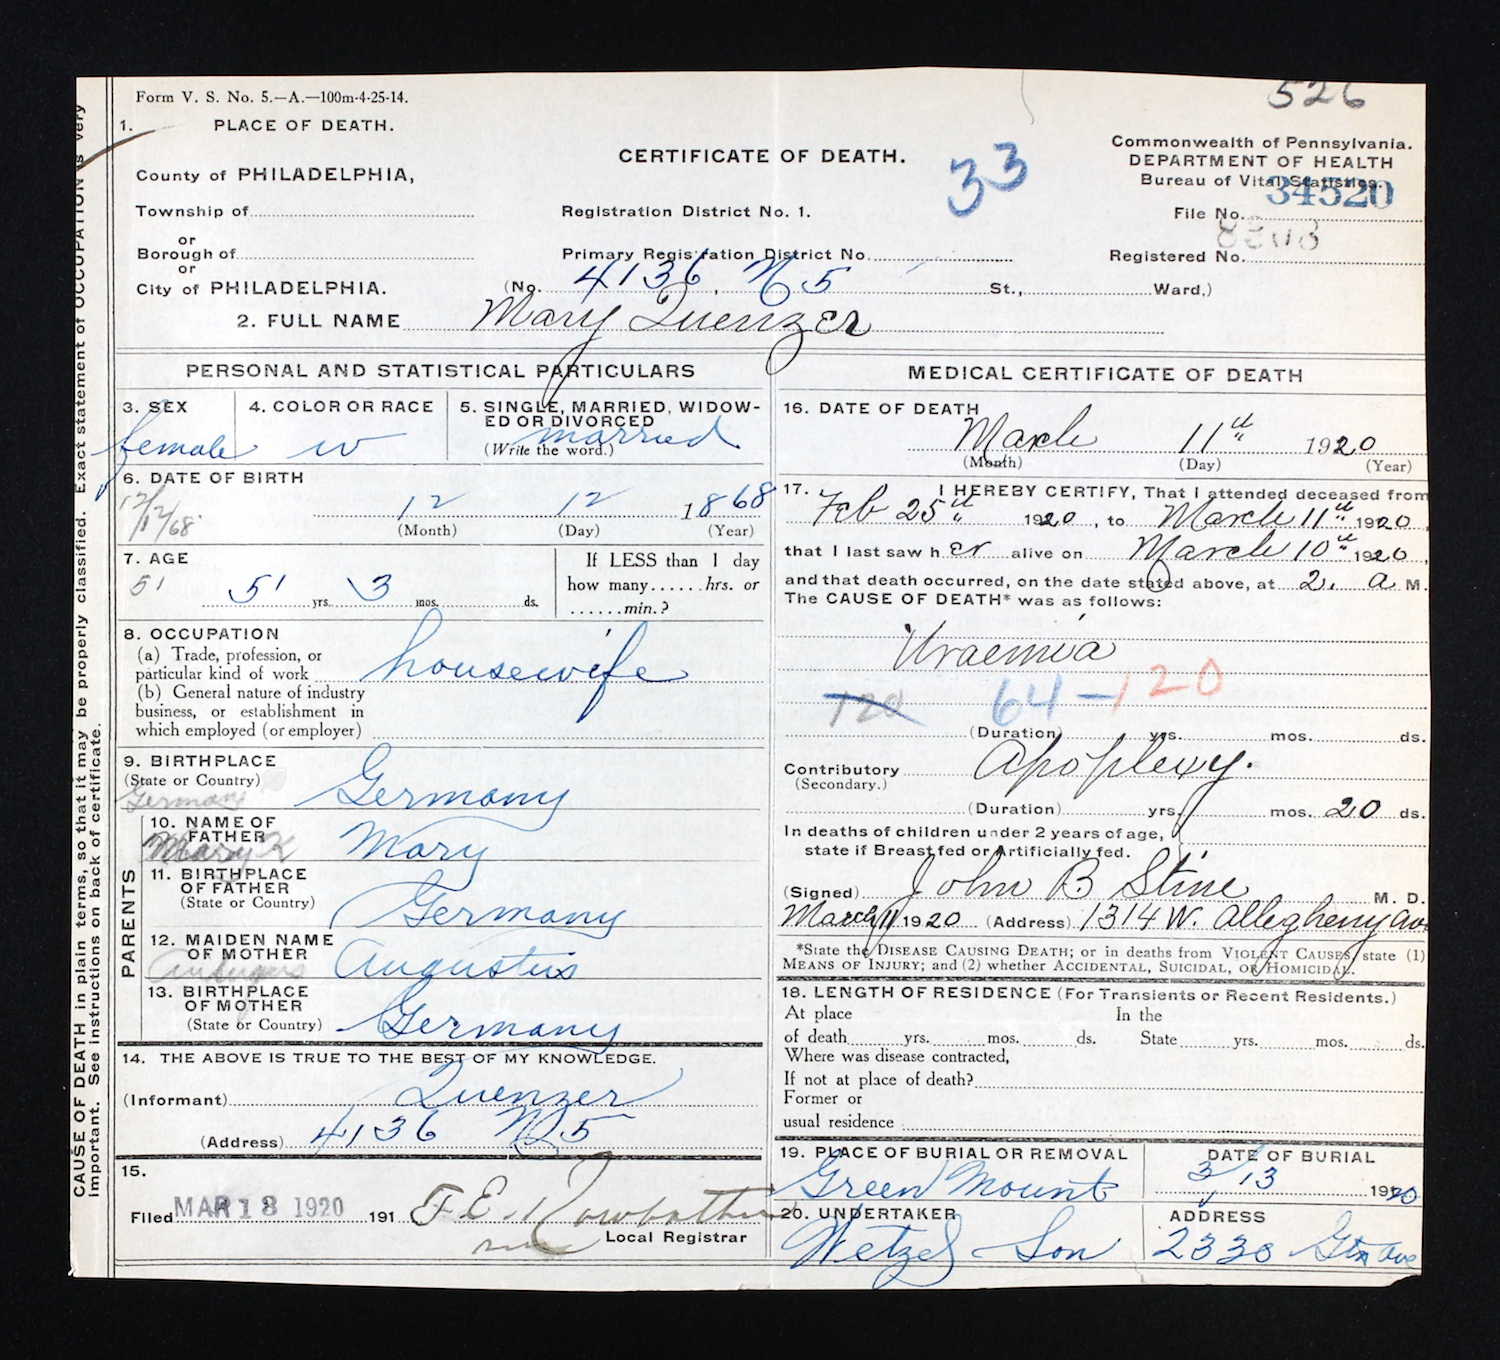 526
Form V. S. No. 5.—A.—100m-4-25-14.
1. PLACE OF DEATH.
CERTIFICATE OF DEATH.
33
Commonwealth of Pennsylvania.
DEPARTMENT OF HEALTH
Bureau of Vital Statistics.
County of PHILADELPHIA,
34520
Township of
Registration District No. 1.
File No.
or
Borough of
Primary Registration District No.
Registered No.
or
City of PHILADELPHIA.
(No. 4136, N 5 St., Ward,)
2. FULL NAME Mary Quenzer
PERSONAL AND STATISTICAL PARTICULARS
3. SEX
female
4. COLOR OR RACE
W
5. SINGLE, MARRIED, WIDOW-
ED OR DIVORCED
(Write the word.)
married
6. DATE OF BIRTH
12/12/68
12 12 1868
(Month) (Day) (Year)
7. AGE
51
51 yrs. 3 mos. ds.
If LESS than 1 day
how many......hrs. or
......min.?
8. OCCUPATION
(a) Trade, profession, or
particular kind of work housewife
(b) General nature of industry
business, or establishment in
which employed (or employer)
9. BIRTHPLACE
(State or Country)
Germany
Germany
PARENTS
10. NAME OF
FATHER
Mary K
Mary
11. BIRTHPLACE
OF FATHER
(State or Country)
Germany
12. MAIDEN NAME
OF MOTHER
Augustus
13. BIRTHPLACE
OF MOTHER
(State or Country)
Germany
14. THE ABOVE IS TRUE TO THE BEST OF MY KNOWLEDGE.
(Informant) Quenzer
(Address) 4136 N 5
15.
Filed MAR 18 1920 191 F E.
Local Registrar
MEDICAL CERTIFICATE OF DEATH
16. DATE OF DEATH
March 11th 1920
(Month) (Day) (Year)
17. I HEREBY CERTIFY, That I attended deceased from
Feb 25th 1920, to March 11th 1920,
that I last saw h er alive on March 10th 1920,
and that death occurred, on the date stated above, at 2. a M.
The CAUSE OF DEATH* was as follows:
Uraemia
120 64-120
(Duration) yrs. mos. ds.
Contributory Apoplexy.
(Secondary.)
(Duration) yrs. mos. 20 ds.
In deaths of children under 2 years of age,
state if Breast fed or Artificially fed.
(Signed) John B Stine M. D.
March 11 1920 (Address) 1314 W. Allegheny Ave
*State the DISEASE CAUSING DEATH; or in deaths from VIOLENT CAUSES, state (1)
MEANS OF INJURY; and (2) whether ACCIDENTAL, SUICIDAL, OR HOMICIDAL.
18. LENGTH OF RESIDENCE (For Transients or Recent Residents.)
At place In the
of death yrs. mos. ds. State yrs. mos. ds.
Where was disease contracted,
If not at place of death?
Former or
usual residence
19. PLACE OF BURIAL OR REMOVAL
Green Mount
DATE OF BURIAL
3/13 1920
20. UNDERTAKER
Wetzel Son
ADDRESS
2330 Gtn Ave
CAUSE OF DEATH in plain terms, so that it may be properly classified. Exact statement of OCCUPATION is very
important. See instructions on back of certificate.